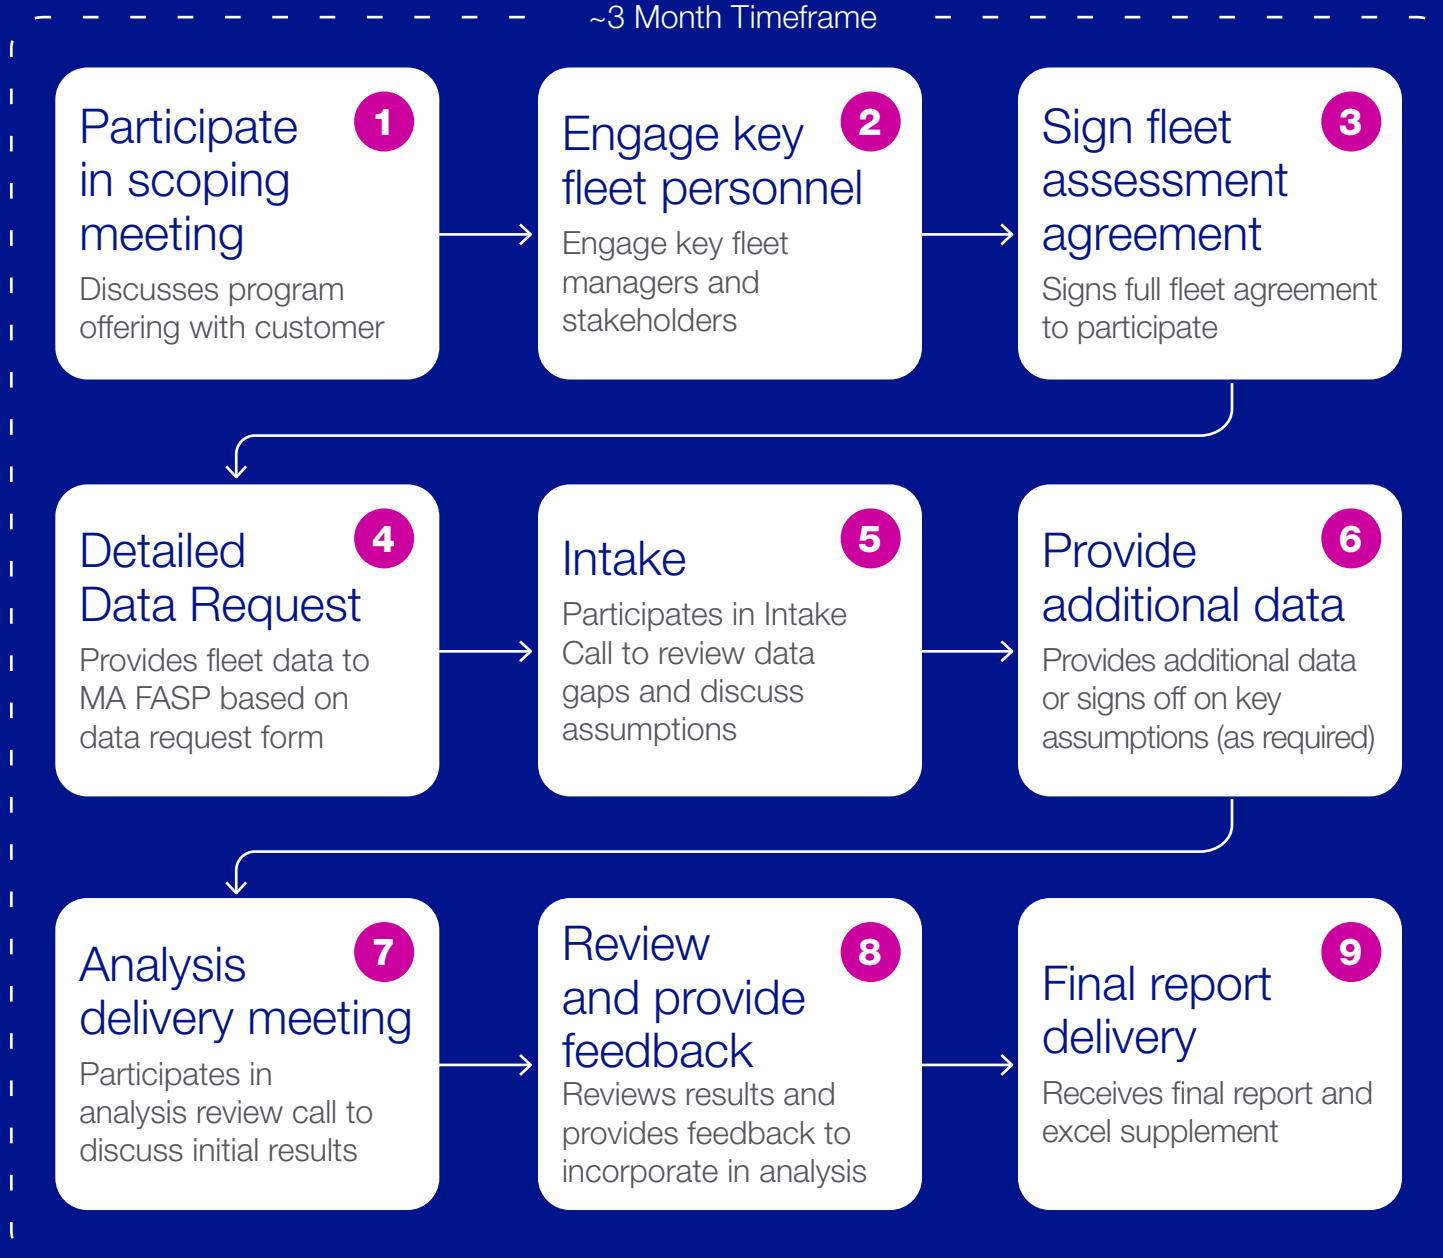 ~3 Month Timeframe
1
Participate
in scoping
meeting
Discusses program
offering with customer
2
Engage key
fleet personnel
Engage key fleet
managers and
stakeholders
3
Sign fleet
assessment
agreement
Signs full fleet agreement
to participate
4
Detailed
Data Request
Provides fleet data to
MA FASP based on
data request form
5
Intake
Participates in Intake
Call to review data
gaps and discuss
assumptions
6
Provide
additional data
Provides additional data
or signs off on key
assumptions (as required)
7
Analysis
delivery meeting
Participates in
analysis review call to
discuss initial results
8
Review
and provide
feedback
Reviews results and
provides feedback to
incorporate in analysis
9
Final report
delivery
Receives final report and
excel supplement